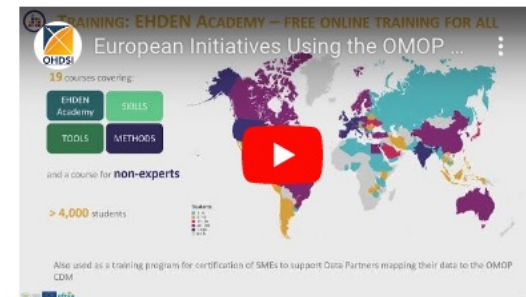 TRAINING: EHDEN ACADEMY – FREE ONLINE TRAINING FOR ALL
OHDSI
European Initiatives Using the OMOP ...
19 courses covering:
EHDEN Academy
SKILLS
TOOLS
METHODS
and a course for non-experts
> 4,000 students
Students
Also used as a training program for certification of SMEs to support Data Partners mapping their data to the OMOP
CDM